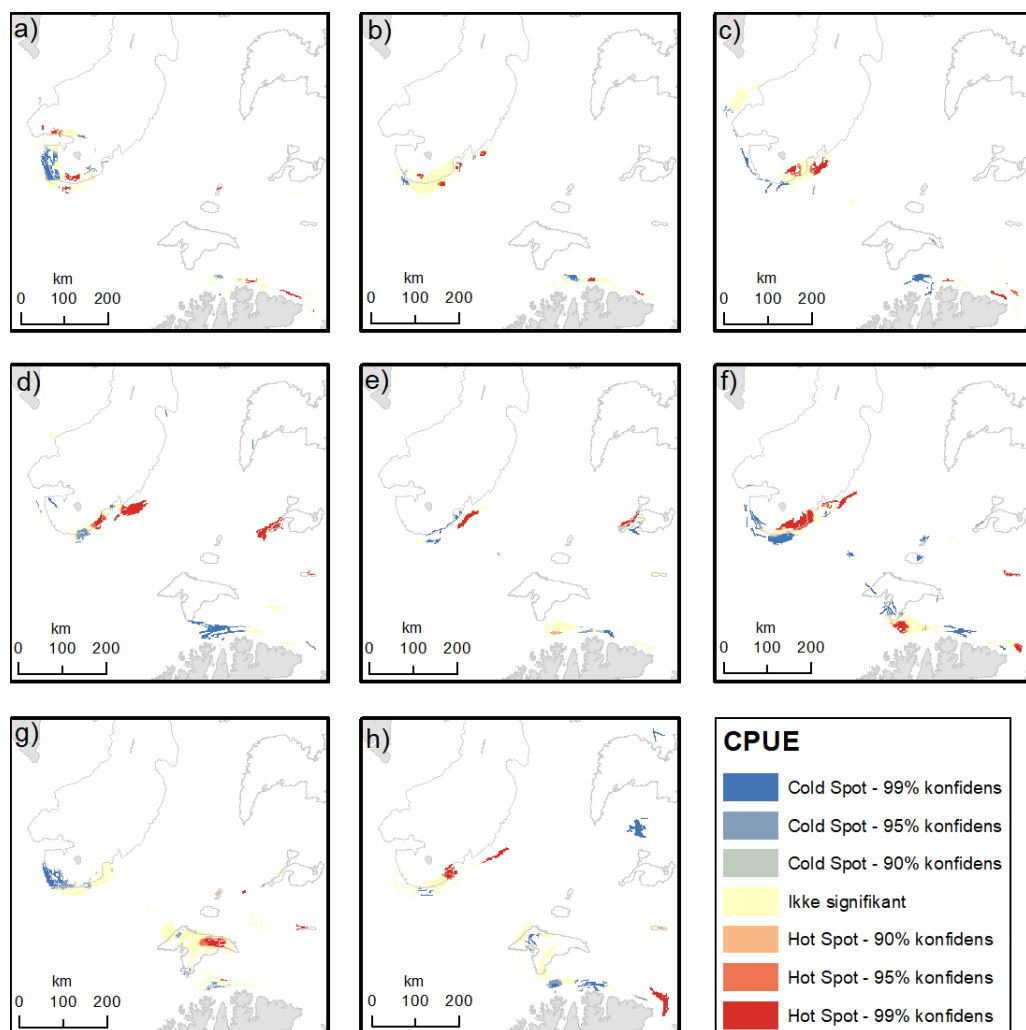 a)
km
0 100 200
b)
km
0 100 200
c)
km
0 100 200
d)
km
0 100 200
e)
km
0 100 200
f)
km
0 100 200
g)
km
0 100 200
h)
km
0 100 200
CPUE
Cold Spot - 99% konfidens
Cold Spot - 95% konfidens
Cold Spot - 90% konfidens
Ikke signifikant
Hot Spot - 90% konfidens
Hot Spot - 95% konfidens
Hot Spot - 99% konfidens